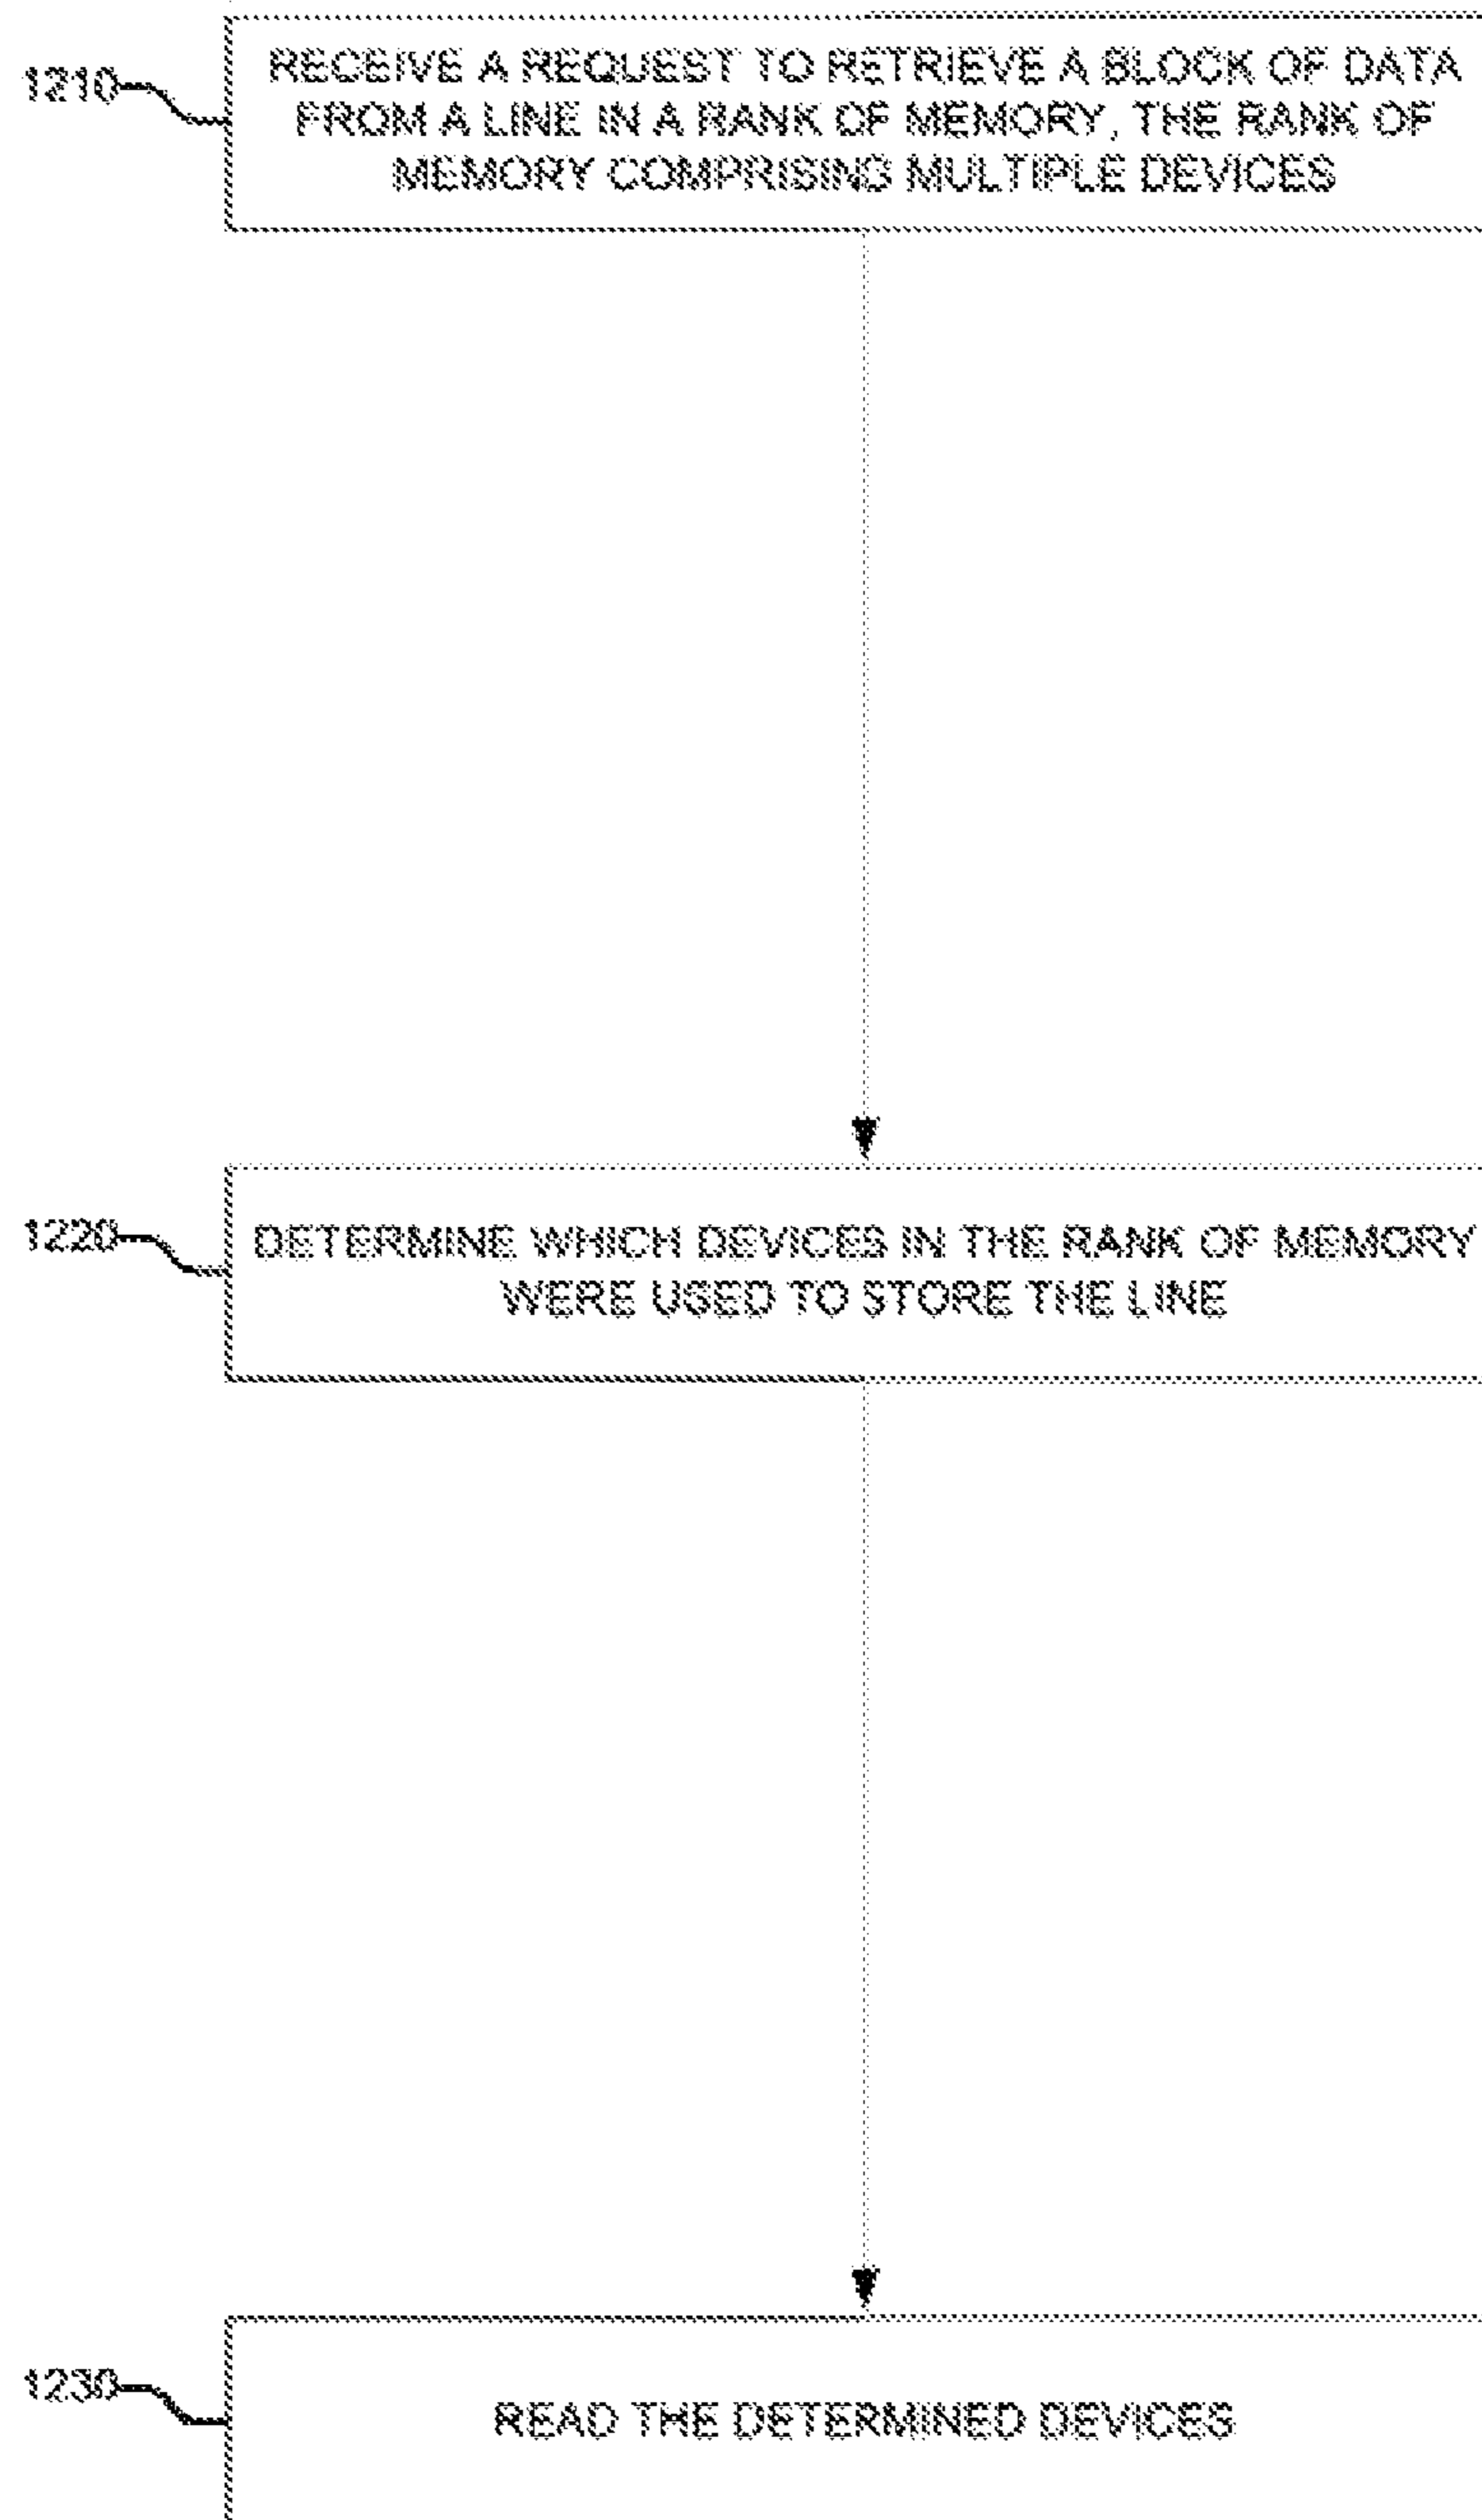 1210
RECEIVE A REQUEST TO RETRIEVE A BLOCK OF DATA
FROM A LINE IN A RANK OF MEMORY, THE RANK OF
MEMORY COMPRISING MULTIPLE DEVICES
1220
DETERMINE WHICH DEVICES IN THE RANK OF MEMORY
WERE USED TO STORE THE LINE
1230
READ THE DETERMINED DEVICES